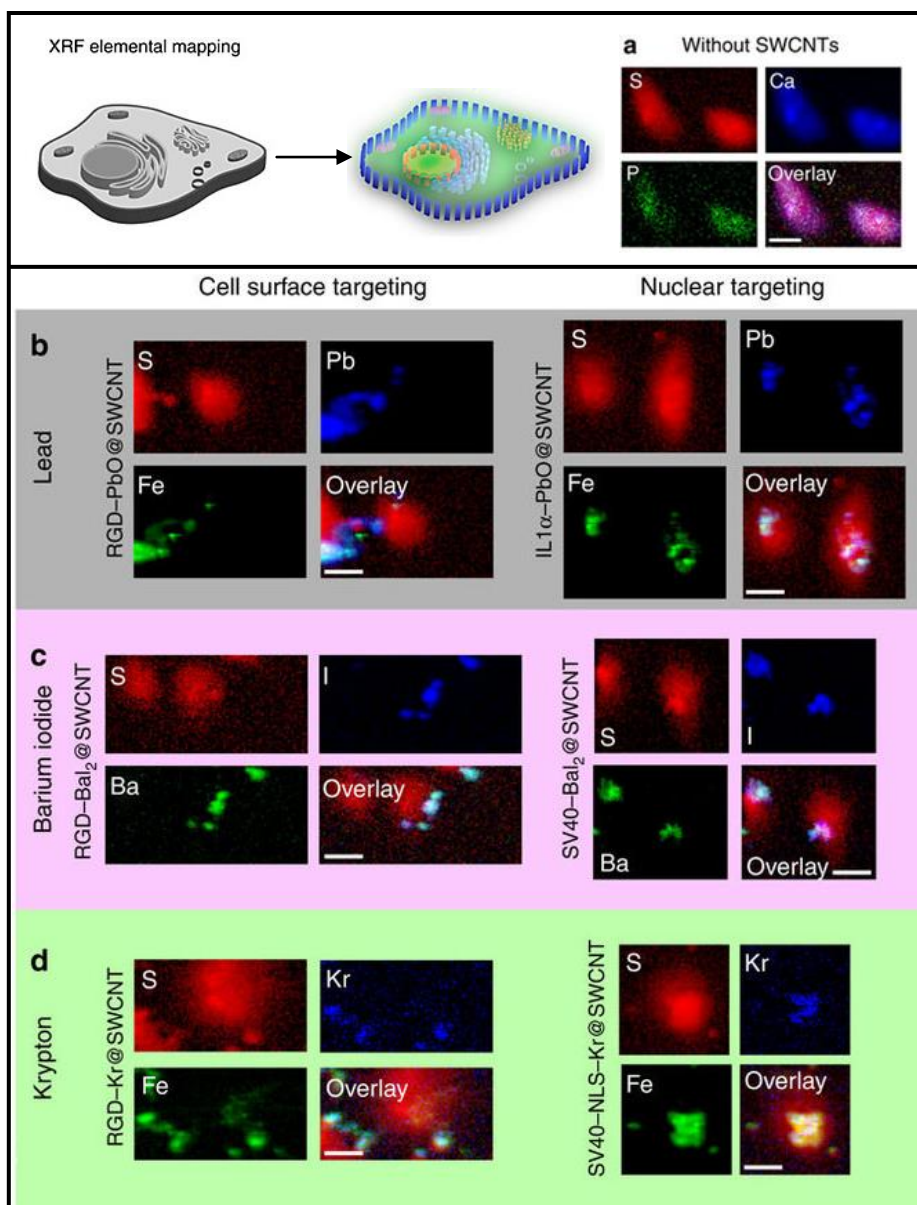 XRF elemental mapping
a Without SWCNTs
S Ca
P Overlay
Cell surface targeting Nuclear targeting
b
Lead
RGD–PbO@SWCNT
S Pb
Fe Overlay
IL1α–PbO@SWCNT
S Pb
Fe Overlay
c
Barium iodide
RGD–BaI₂@SWCNT
S I
Ba Overlay
SV40–BaI₂@SWCNT
S I
Ba Overlay
d
Krypton
RGD–Kr@SWCNT
S Kr
Fe Overlay
SV40–NLS–Kr@SWCNT
S Kr
Fe Overlay